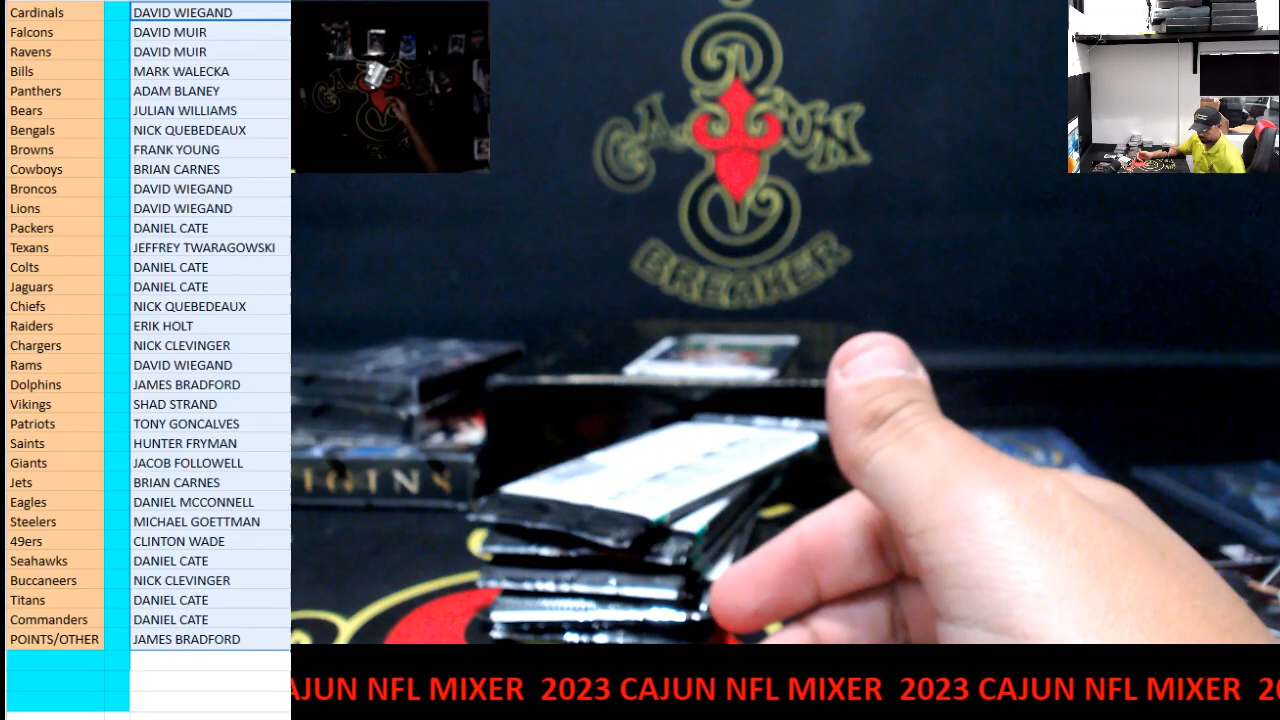 Cardinals DAVID WIEGAND
Falcons DAVID MUIR
Ravens DAVID MUIR
Bills MARK WALECKA
Panthers ADAM BLANEY
Bears JULIAN WILLIAMS
Bengals NICK QUEBEDEAUX
Browns FRANK YOUNG
Cowboys BRIAN CARNES
Broncos DAVID WIEGAND
Lions DAVID WIEGAND
Packers DANIEL CATE
Texans JEFFREY TWARAGOWSKI
Colts DANIEL CATE
Jaguars DANIEL CATE
Chiefs NICK QUEBEDEAUX
Raiders ERIK HOLT
Chargers NICK CLEVINGER
Rams DAVID WIEGAND
Dolphins JAMES BRADFORD
Vikings SHAD STRAND
Patriots TONY GONCALVES
Saints HUNTER FRYMAN
Giants JACOB FOLLOWELL
Jets BRIAN CARNES
Eagles DANIEL MCCONNELL
Steelers MICHAEL GOETTMAN
49ers CLINTON WADE
Seahawks DANIEL CATE
Buccaneers NICK CLEVINGER
Titans DANIEL CATE
Commanders DANIEL CATE
POINTS/OTHER JAMES BRADFORD
CAJUN
BREAKER
IGINS
AJUN NFL MIXER 2023 CAJUN NFL MIXER 2023 CAJUN NFL MIXER 20